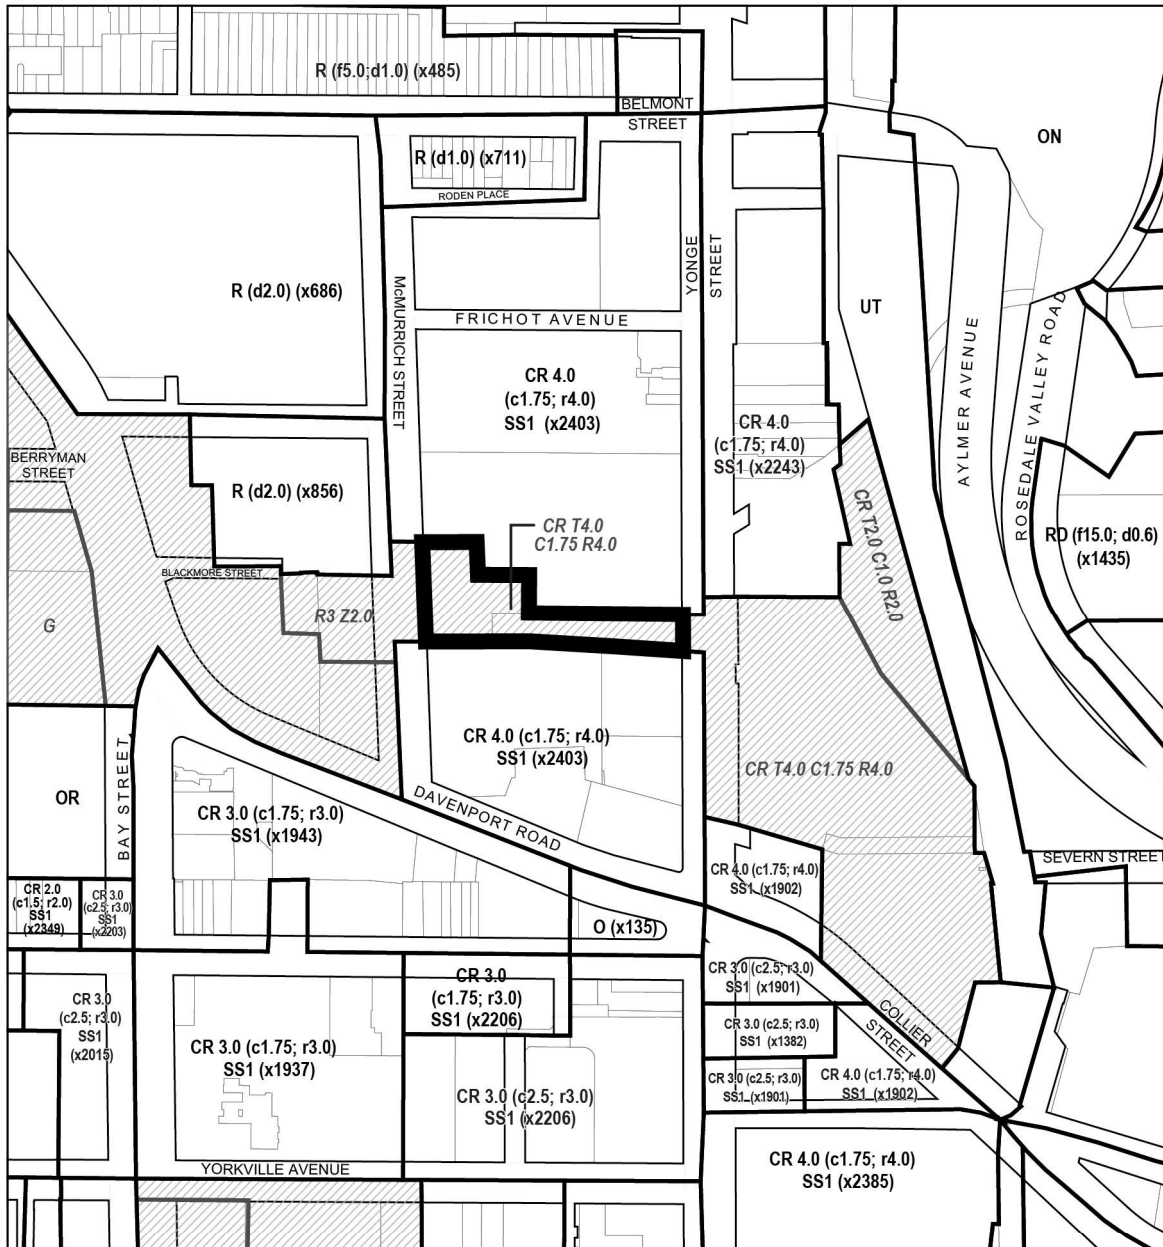 R (f5.0;d1.0) (x485)
BELMONT
STREET
ON
R (d1.0) (x711)
RODEN PLACE
YONGE
STREET
McMURRICH STREET
R (d2.0) (x686)
UT
FRICHOT AVENUE
AYLMER AVENUE
ROSEDALE VALLEY ROAD
CR 4.0
(c1.75; r4.0)
SS1 (x2403)
CR 4.0
(c1.75; r4.0)
SS1 (x2243)
BERRYMAN
STREET
R (d2.0) (x856)
CR T4.0
C1.75 R4.0
CR T2.0 C1.0 R2.0
RD (f15.0; d0.6)
(x1435)
BLACKMORE STREET
G
R3 Z2.0
CR 4.0 (c1.75; r4.0)
SS1 (x2403)
CR T4.0 C1.75 R4.0
OR
BAY STREET
CR 3.0 (c1.75; r3.0)
SS1 (x1943)
DAVENPORT ROAD
SEVERN STREET
CR 4.0 (c1.75; r4.0)
SS1 (x1902)
CR 2.0
(c1.5; r2.0)
SS1
(x2349)
CR 3.0
(c2.5; r3.0)
SS1
(x2203)
O (x135)
CR 3.0 (c2.5; r3.0)
SS1 (x1901)
CR 3.0
(c1.75; r3.0)
SS1 (x2206)
CR 3.0
(c2.5; r3.0)
SS1
(x2015)
COLLIER
STREET
CR 3.0 (c2.5; r3.0)
SS1 (x1382)
CR 3.0 (c1.75; r3.0)
SS1 (x1937)
CR 3.0 (c2.5; r3.0)
SS1 (x2206)
CR 3.0 (c2.5; r3.0)
SS1 (x1901)
CR 4.0 (c1.75; r4.0)
SS1 (x1902)
YORKVILLE AVENUE
CR 4.0 (c1.75; r4.0)
SS1 (x2385)